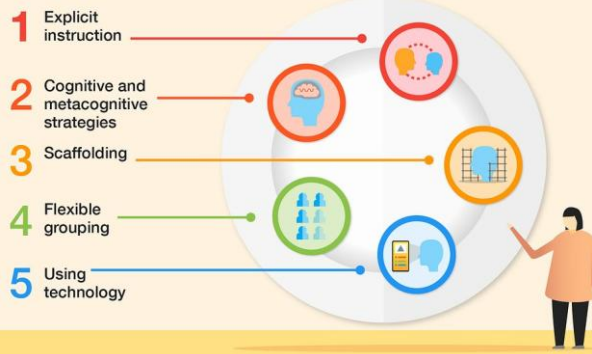 1 Explicit
instruction
2 Cognitive and
metacognitive
strategies
3 Scaffolding
4 Flexible
grouping
5 Using
technology